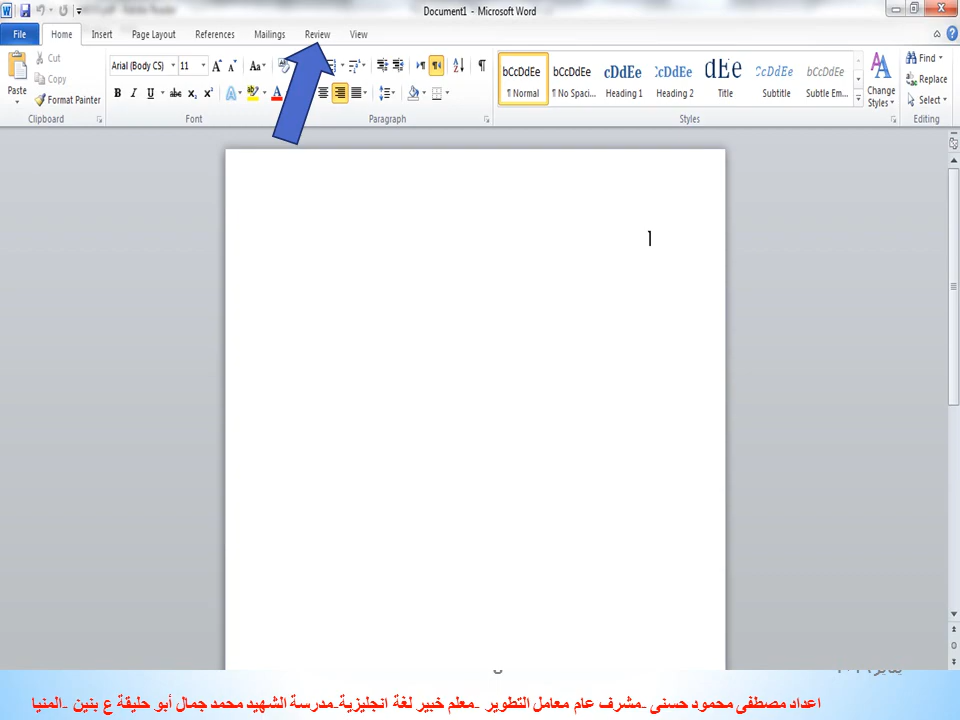 Document1 - Microsoft Word
File Home Insert Page Layout References Mailings Review View
Paste Cut Copy Format Painter
Arial (Body CS) 11
bCcDdEe bCcDdEe cDdEe :cDdEe dEe :cDdEe bCcDdEe
¶ Normal ¶ No Spaci... Heading 1 Heading 2 Title Subtitle Subtle Em...
Change Styles
Find Replace Select
Clipboard Font Paragraph Styles Editing
اعداد مصطفى محمود حسنى -مشرف عام معامل التطوير -معلم خبير لغة انجليزية-مدرسة الشهيد محمد جمال أبو حليقة ع بنين -المنيا